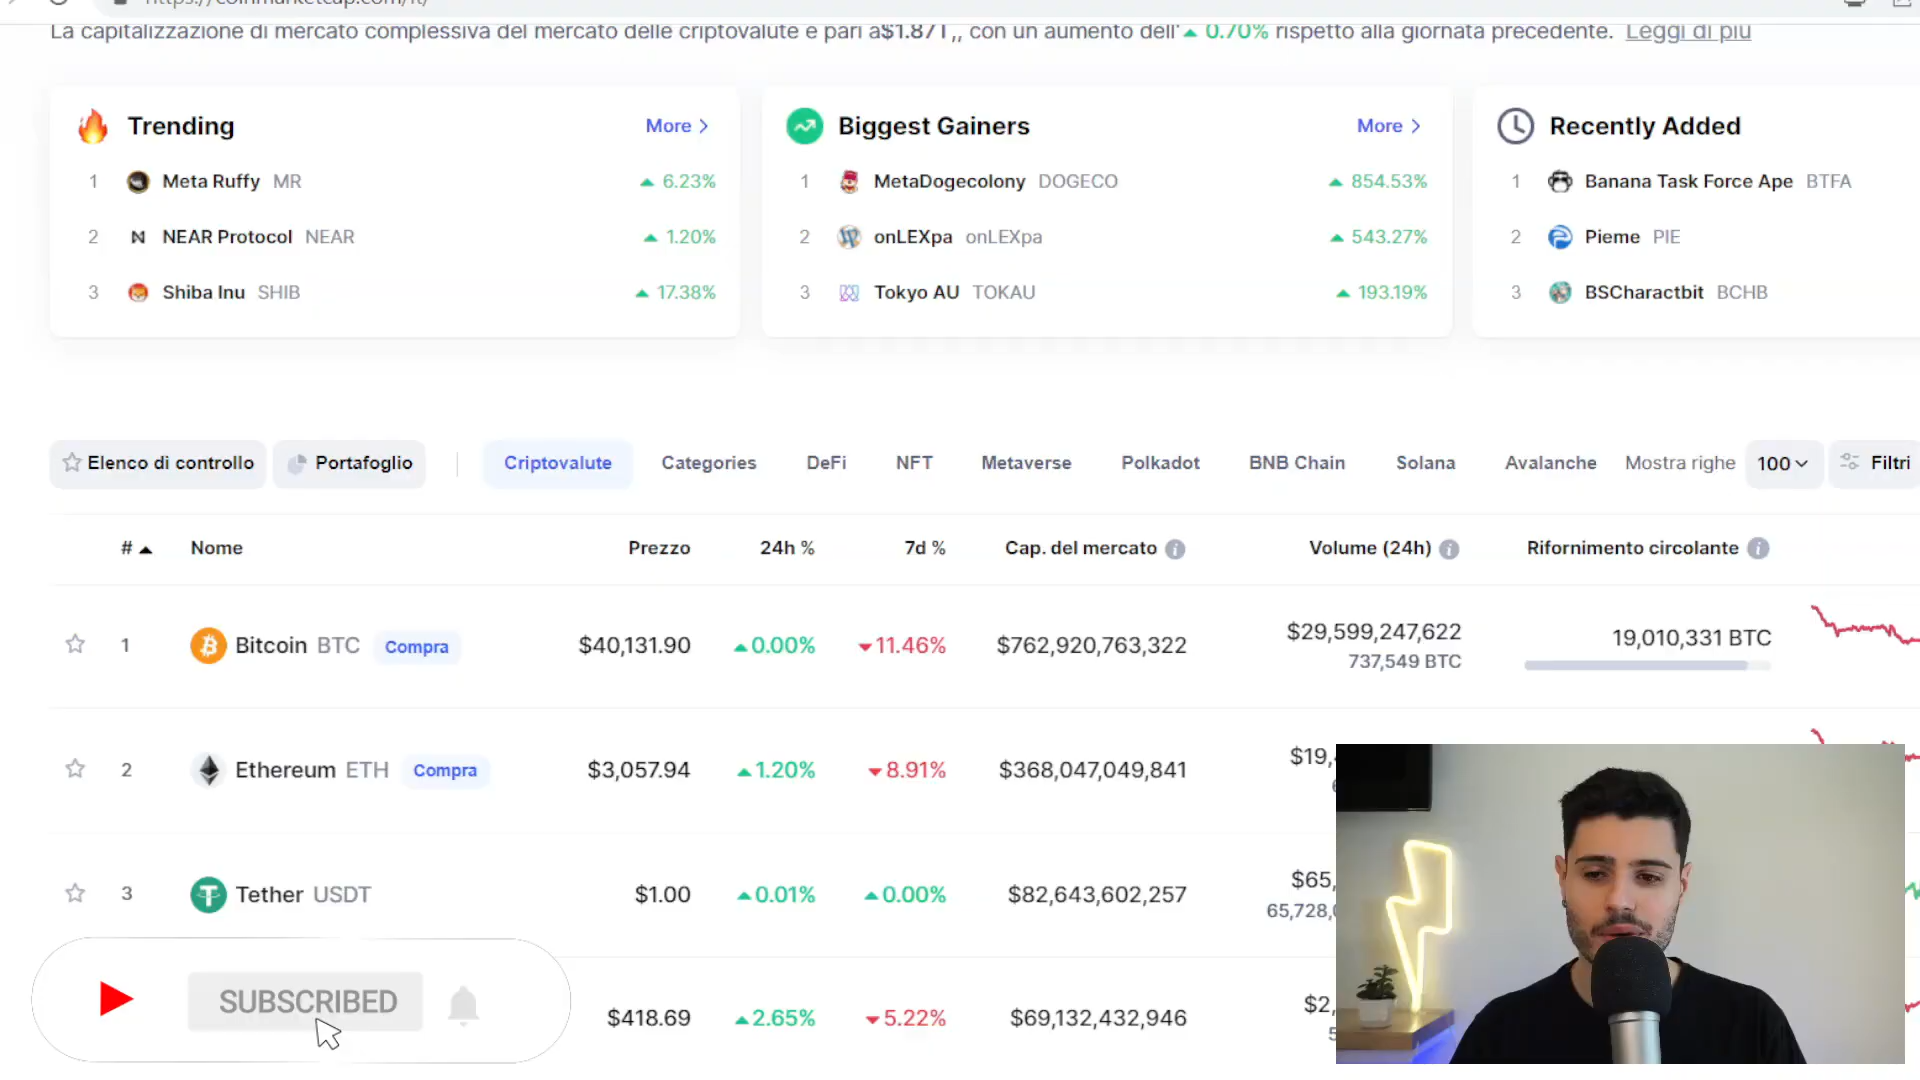 https://coinmarketcap.com/it/
La capitalizzazione di mercato complessiva del mercato delle criptovalute è pari a$1.87T,, con un aumento dell' 0.70% rispetto alla giornata precedente. Leggi di più
Trending More
1 Meta Ruffy MR 6.23%
2 NEAR Protocol NEAR 1.20%
3 Shiba Inu SHIB 17.38%
Biggest Gainers More
1 MetaDogecolony DOGECO 854.53%
2 onLEXpa onLEXpa 543.27%
3 Tokyo AU TOKAU 193.19%
Recently Added
1 Banana Task Force Ape BTFA
2 Pieme PIE
3 BSCharactbit BCHB
Elenco di controllo Portafoglio Criptovalute Categories DeFi NFT Metaverse Polkadot BNB Chain Solana Avalanche Mostra righe 100 Filtri
# Nome Prezzo 24h % 7d % Cap. del mercato Volume (24h) Rifornimento circolante
1 Bitcoin BTC Compra $40,131.90 0.00% 11.46% $762,920,763,322 $29,599,247,622 19,010,331 BTC
737,549 BTC
2 Ethereum ETH Compra $3,057.94 1.20% 8.91% $368,047,049,841 $19,
3 Tether USDT $1.00 0.01% 0.00% $82,643,602,257 $65,
65,728,
$418.69 2.65% 5.22% $69,132,432,946 $2,
SUBSCRIBED